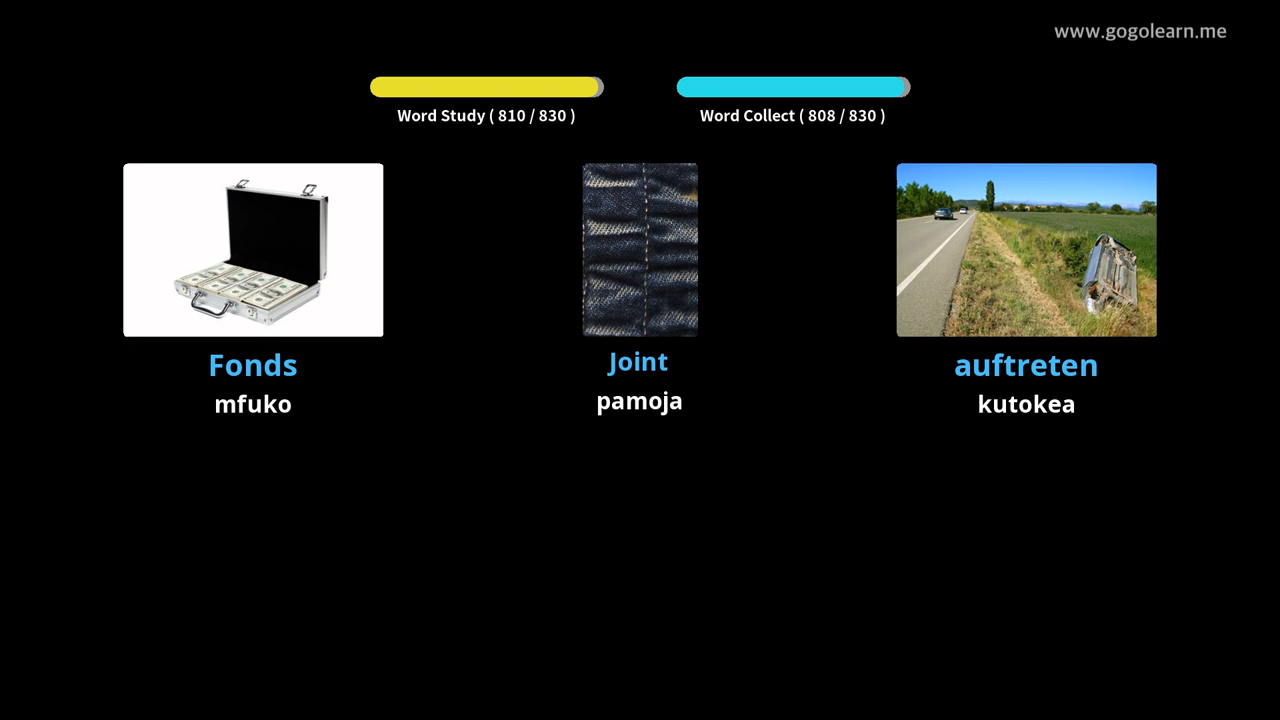 www.gogolearn.me
Word Study ( 810 / 830 )
Word Collect ( 808 / 830 )
Fonds
mfuko
Joint
pamoja
auftreten
kutokea